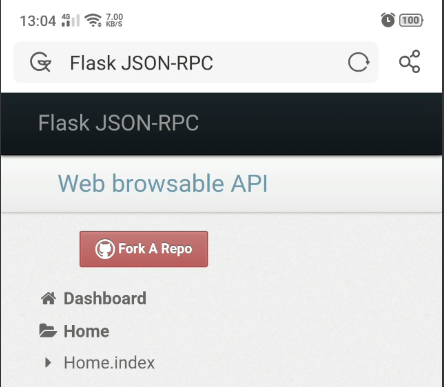 13:04 4G 7.00 KB/S 100
Flask JSON-RPC
Flask JSON-RPC
Web browsable API
Fork A Repo
Dashboard
Home
Home.index